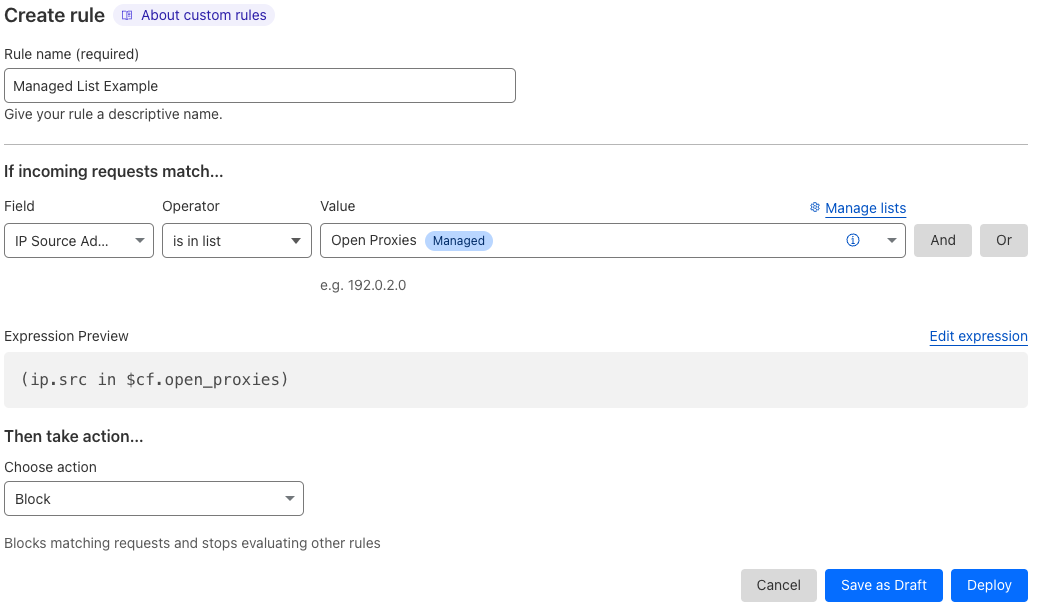 Create rule About custom rules
Rule name (required)
Managed List Example
Give your rule a descriptive name.
If incoming requests match...
Field Operator Value Manage lists
IP Source Ad... is in list Open Proxies Managed And Or
e.g. 192.0.2.0
Expression Preview Edit expression
(ip.src in $cf.open_proxies)
Then take action...
Choose action
Block
Blocks matching requests and stops evaluating other rules
Cancel Save as Draft Deploy